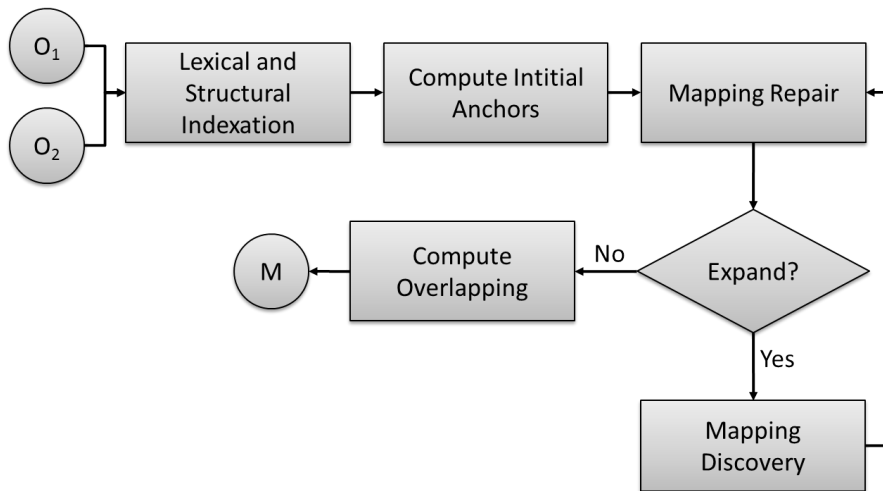 O₁
O₂
Lexical and
Structural
Indexation
Compute Intitial
Anchors
Mapping Repair
Expand?
No
Compute
Overlapping
M
Yes
Mapping
Discovery